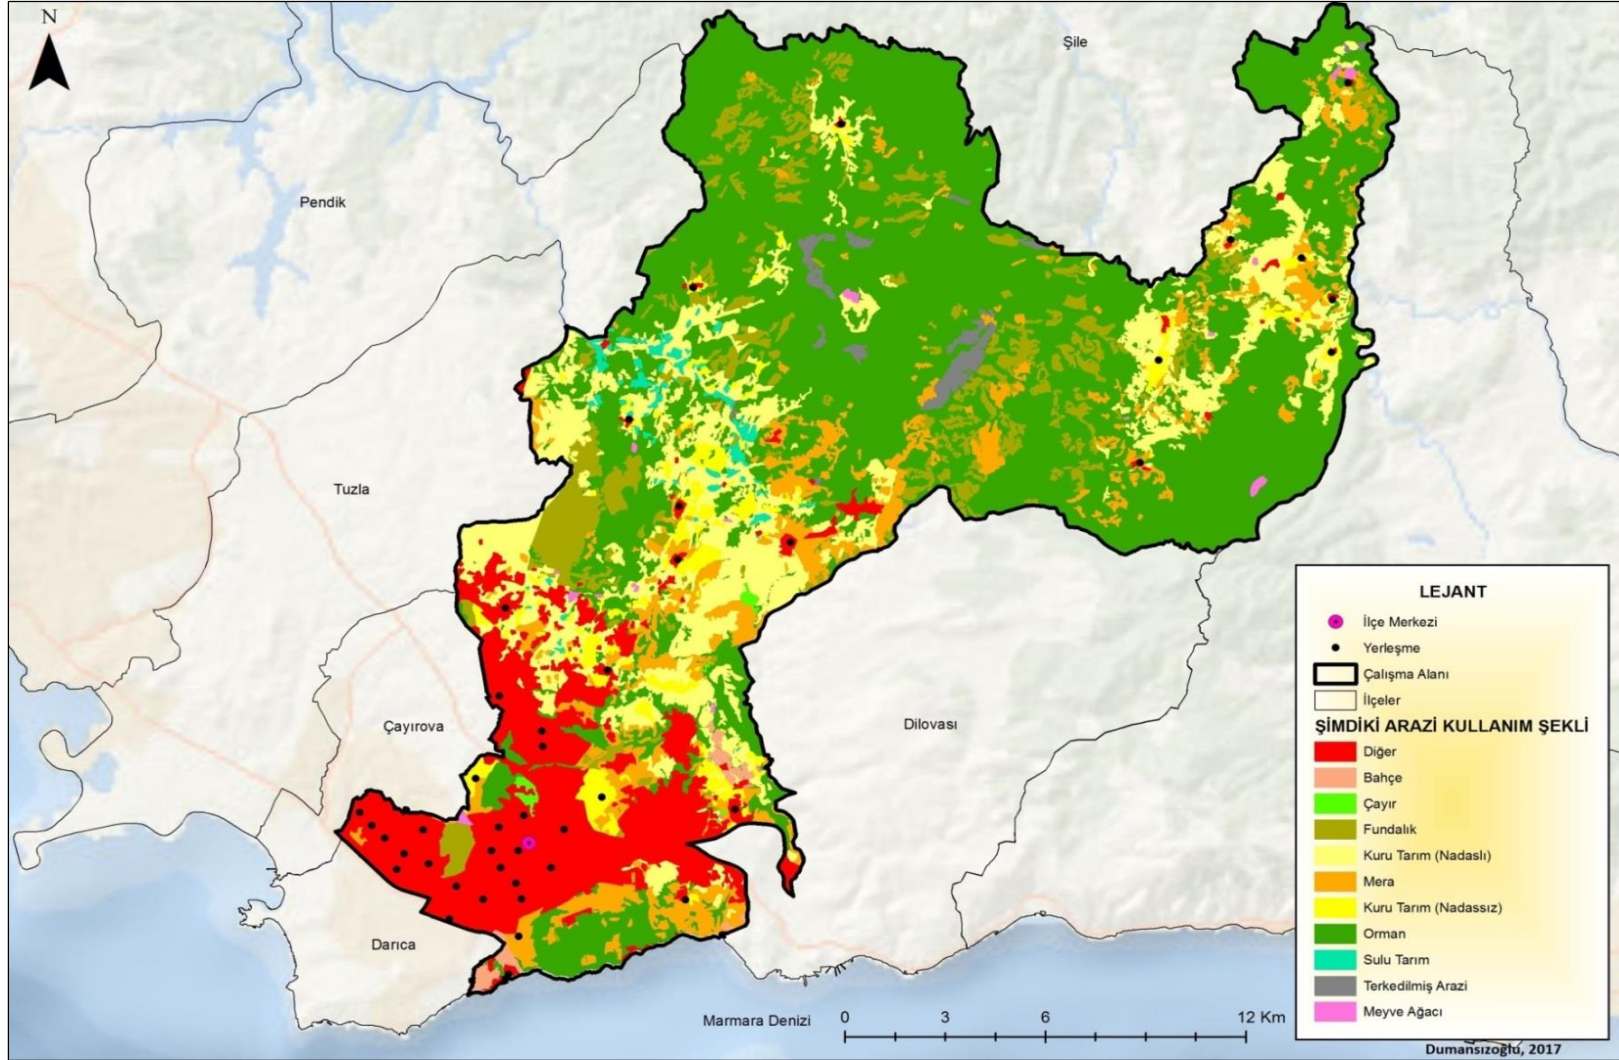 N
Şile
Pendik
Tuzla
Çayırova
Dilovası
Darıca
Marmara Denizi
0 3 6 12 Km
LEJANT
İlçe Merkezi
Yerleşme
Çalışma Alanı
İlçeler
ŞİMDİKİ ARAZİ KULLANIM ŞEKLİ
Diğer
Bahçe
Çayır
Fundalık
Kuru Tarım (Nadaslı)
Mera
Kuru Tarım (Nadassız)
Orman
Sulu Tarım
Terkedilmiş Arazi
Meyve Ağacı
Dumansızoğlu, 2017